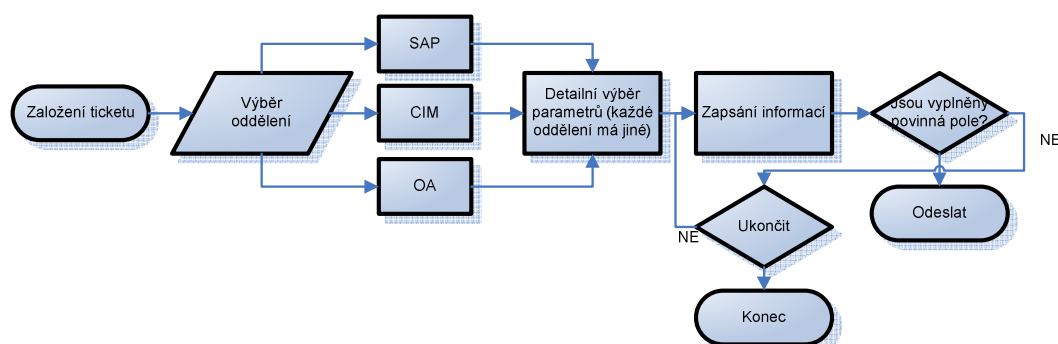 Založení ticketu
Výběr
oddělení
SAP
CIM
OA
Detailní výběr
parametrů (každé
oddělení má jiné)
Zapsání informací
Jsou vyplněny
povinná pole?
NE
Odeslat
Ukončit
NE
Konec